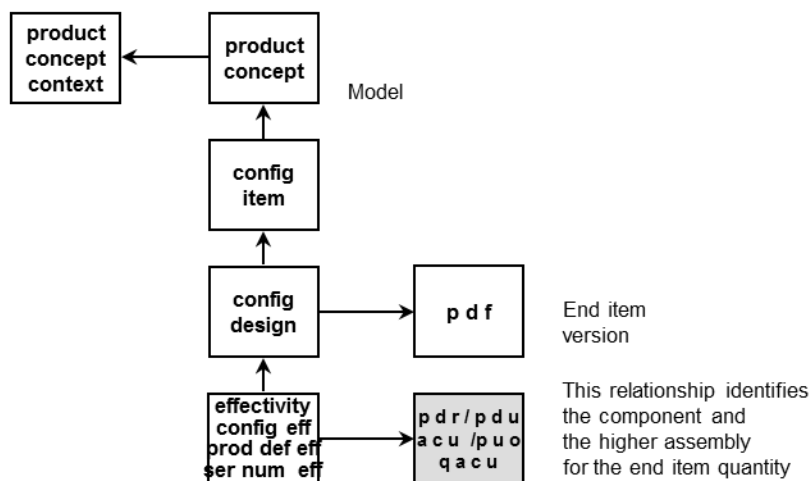 product
concept
context
product
concept
Model
config
item
config
design
p d f
End item
version
effectivity
config eff
prod def eff
ser num eff
p d r / p d u
a c u / p u o
q a c u
This relationship identifies
the component and
the higher assembly
for the end item quantity